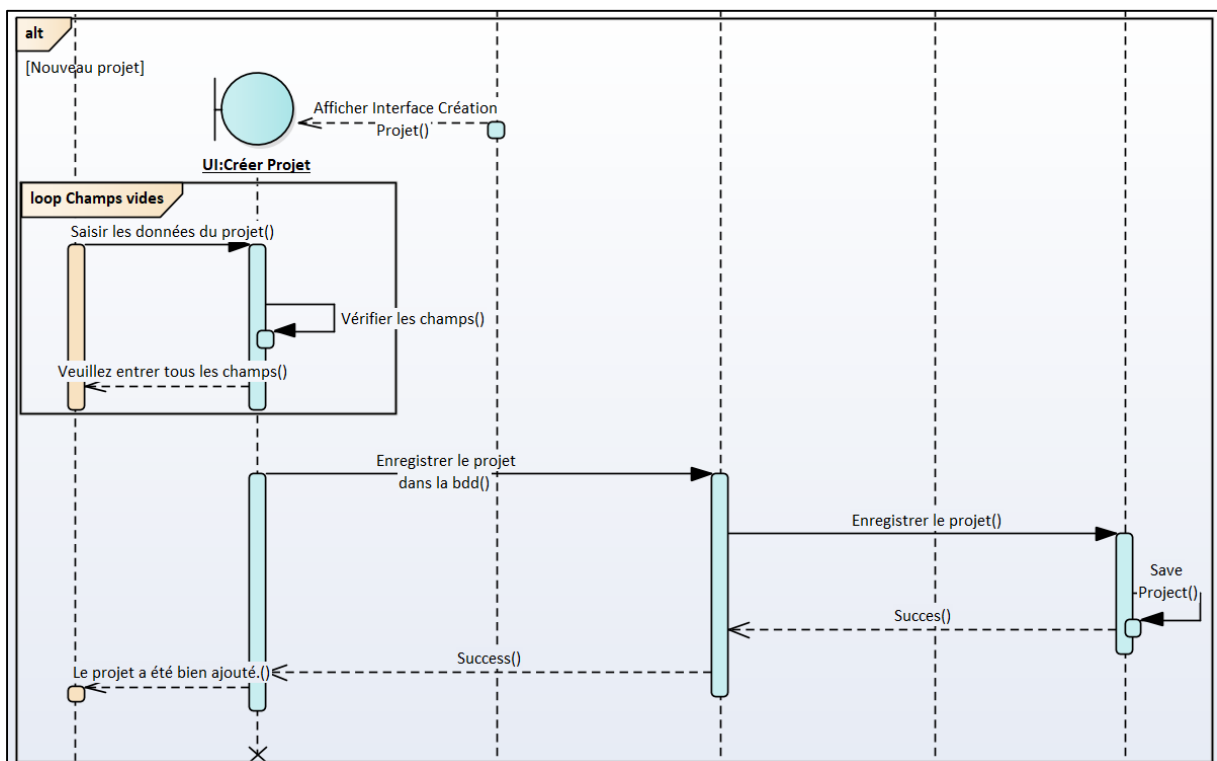 alt
[Nouveau projet]
Afficher Interface Création
Projet()
UI:Créer Projet
loop Champs vides
Saisir les données du projet()
Vérifier les champs()
Veuillez entrer tous les champs()
Enregistrer le projet
dans la bdd()
Enregistrer le projet()
Save
Project()
Succes()
Success()
Le projet a été bien ajouté.()